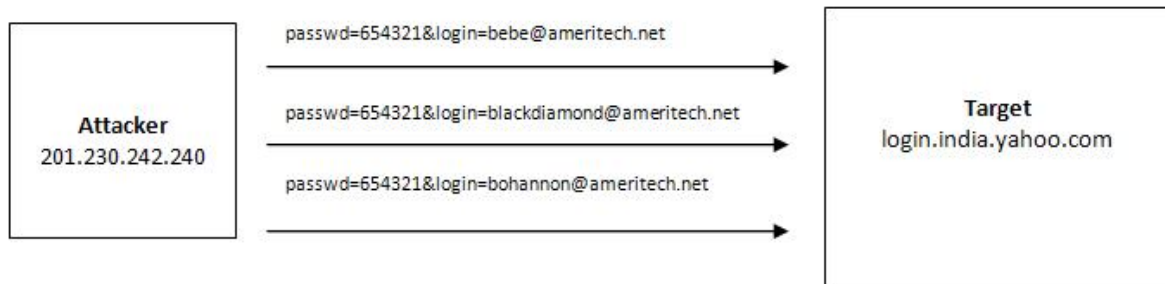 Attacker
201.230.242.240
passwd=654321&login=bebe@ameritech.net
passwd=654321&login=blackdiamond@ameritech.net
passwd=654321&login=bohannon@ameritech.net
Target
login.india.yahoo.com